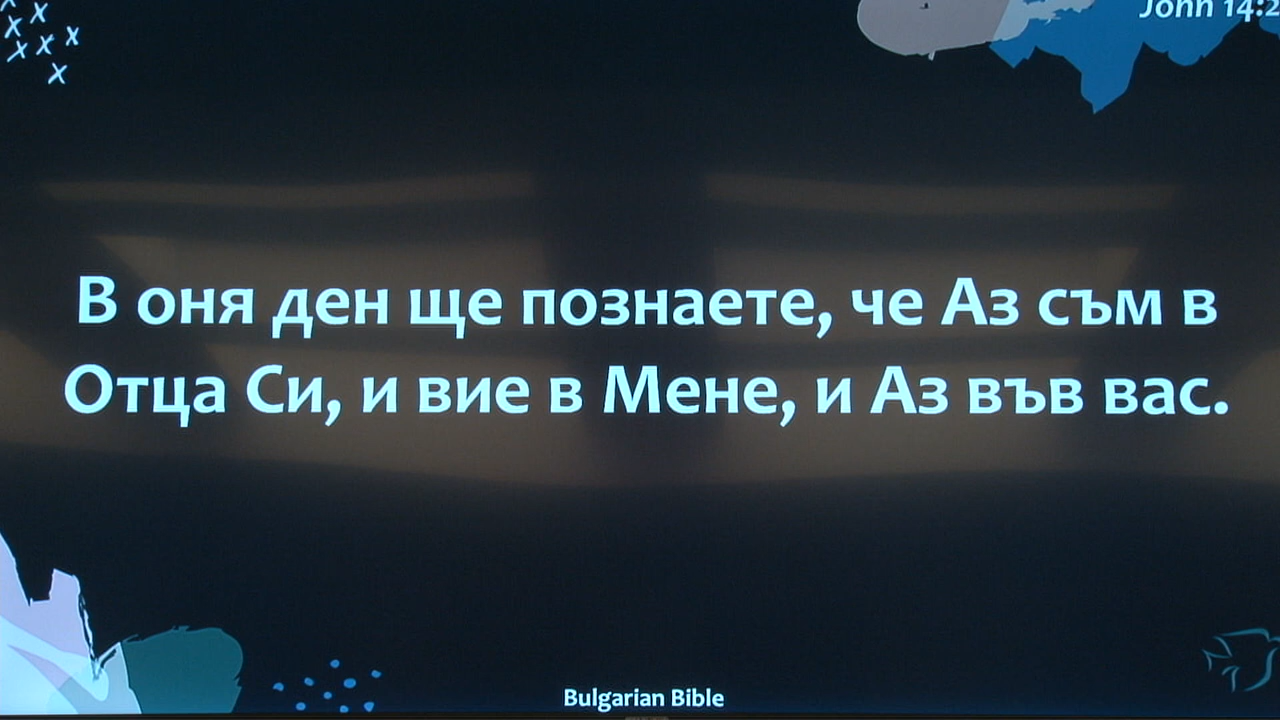 John 14:2
В оня ден ще познаете, че Аз съм в
Отца Си, и вие в Мене, и Аз във вас.
Bulgarian Bible